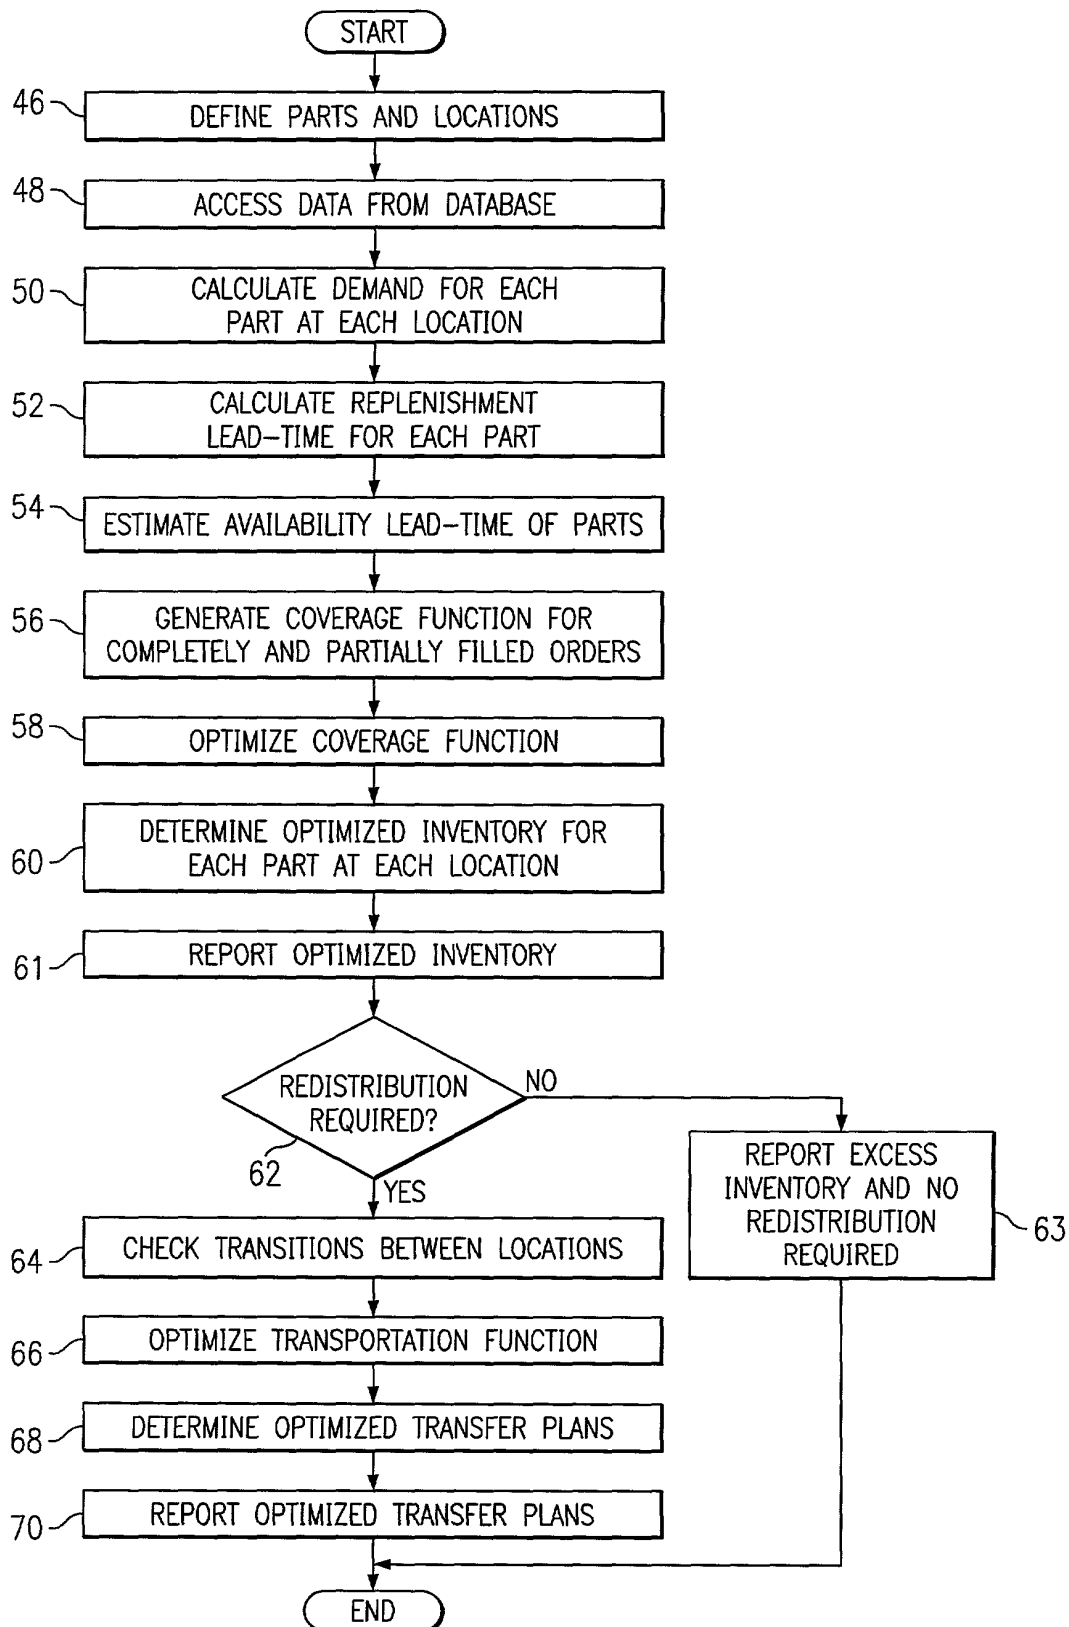 START
46
DEFINE PARTS AND LOCATIONS
48
ACCESS DATA FROM DATABASE
50
CALCULATE DEMAND FOR EACH
PART AT EACH LOCATION
52
CALCULATE REPLENISHMENT
LEAD-TIME FOR EACH PART
54
ESTIMATE AVAILABILITY LEAD-TIME OF PARTS
56
GENERATE COVERAGE FUNCTION FOR
COMPLETELY AND PARTIALLY FILLED ORDERS
58
OPTIMIZE COVERAGE FUNCTION
60
DETERMINE OPTIMIZED INVENTORY FOR
EACH PART AT EACH LOCATION
61
REPORT OPTIMIZED INVENTORY
REDISTRIBUTION
REQUIRED?
62
NO
YES
REPORT EXCESS
INVENTORY AND NO
REDISTRIBUTION
REQUIRED
63
64
CHECK TRANSITIONS BETWEEN LOCATIONS
66
OPTIMIZE TRANSPORTATION FUNCTION
68
DETERMINE OPTIMIZED TRANSFER PLANS
70
REPORT OPTIMIZED TRANSFER PLANS
END